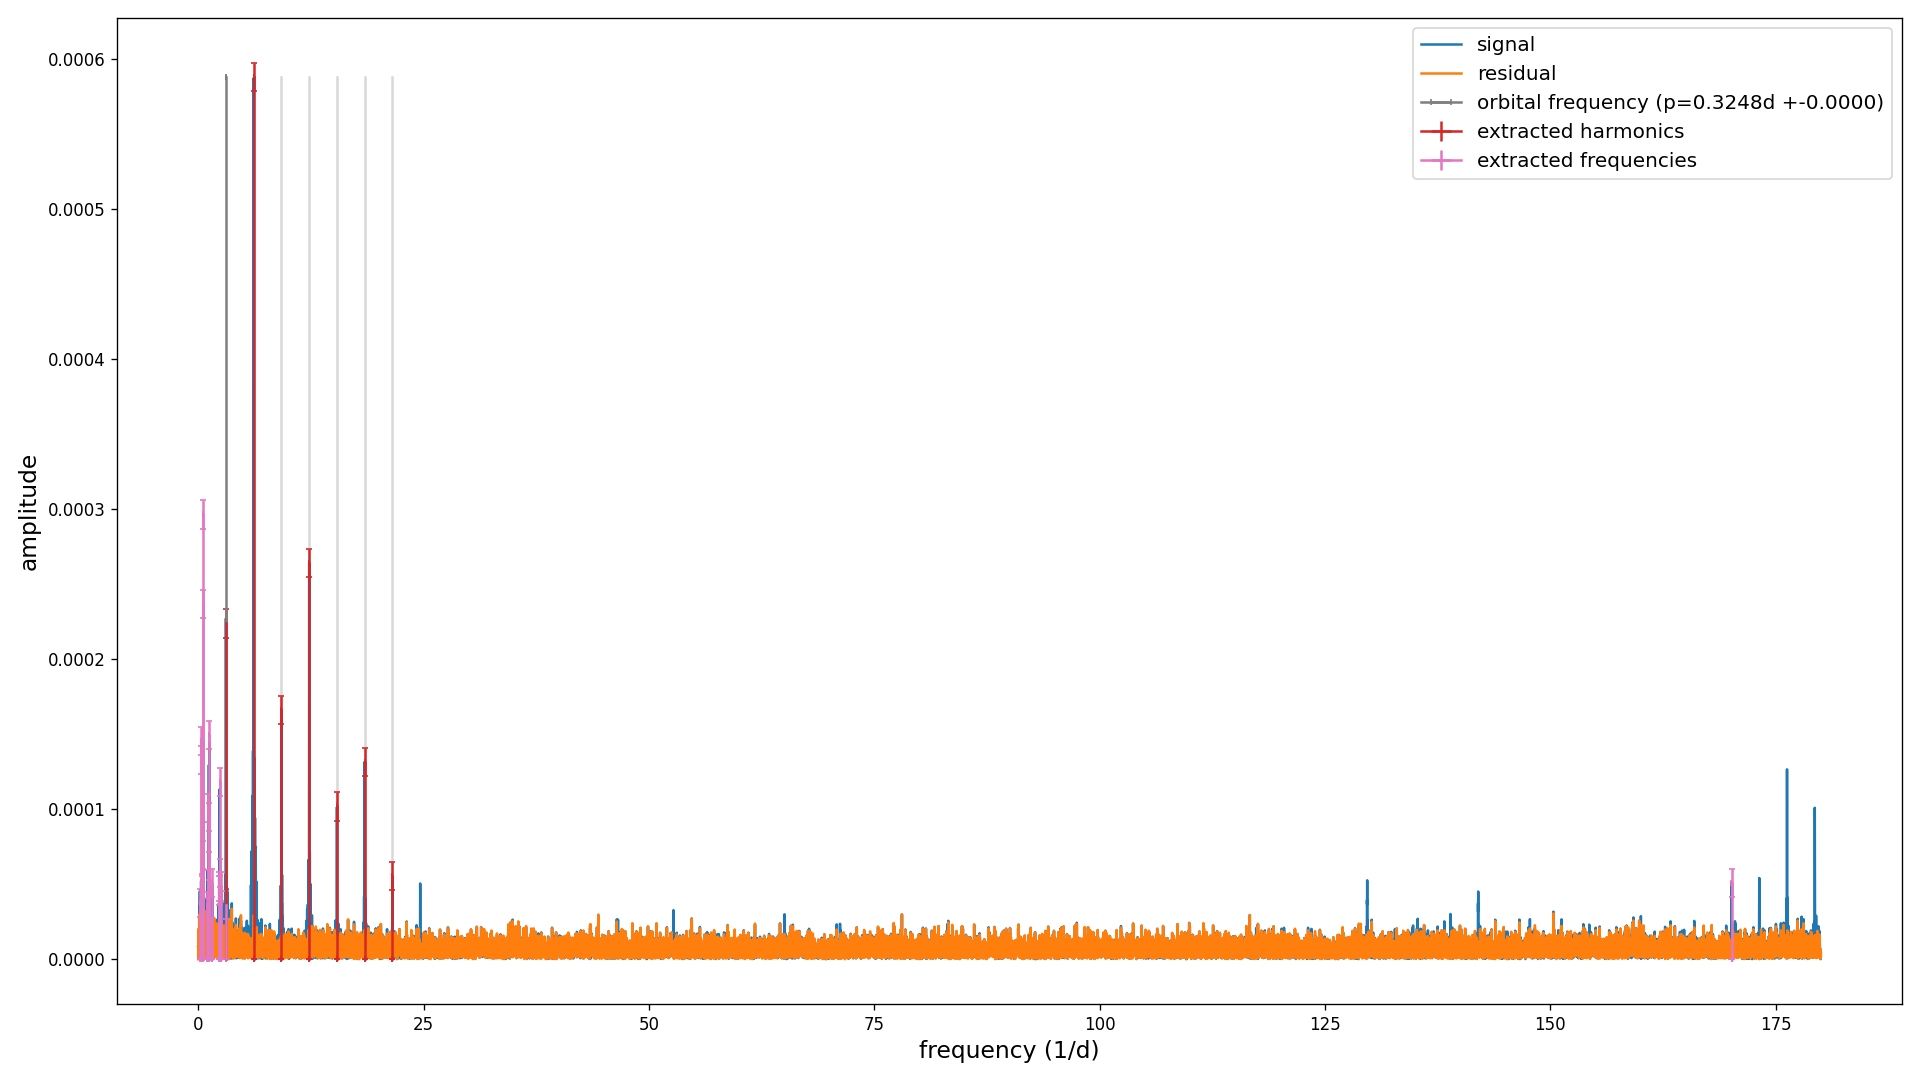 signal
residual
orbital frequency (p=0.3248d +-0.0000)
extracted harmonics
extracted frequencies
0.0006
0.0005
0.0004
0.0003
0.0002
0.0001
0.0000
amplitude
0 25 50 75 100 125 150 175
frequency (1/d)